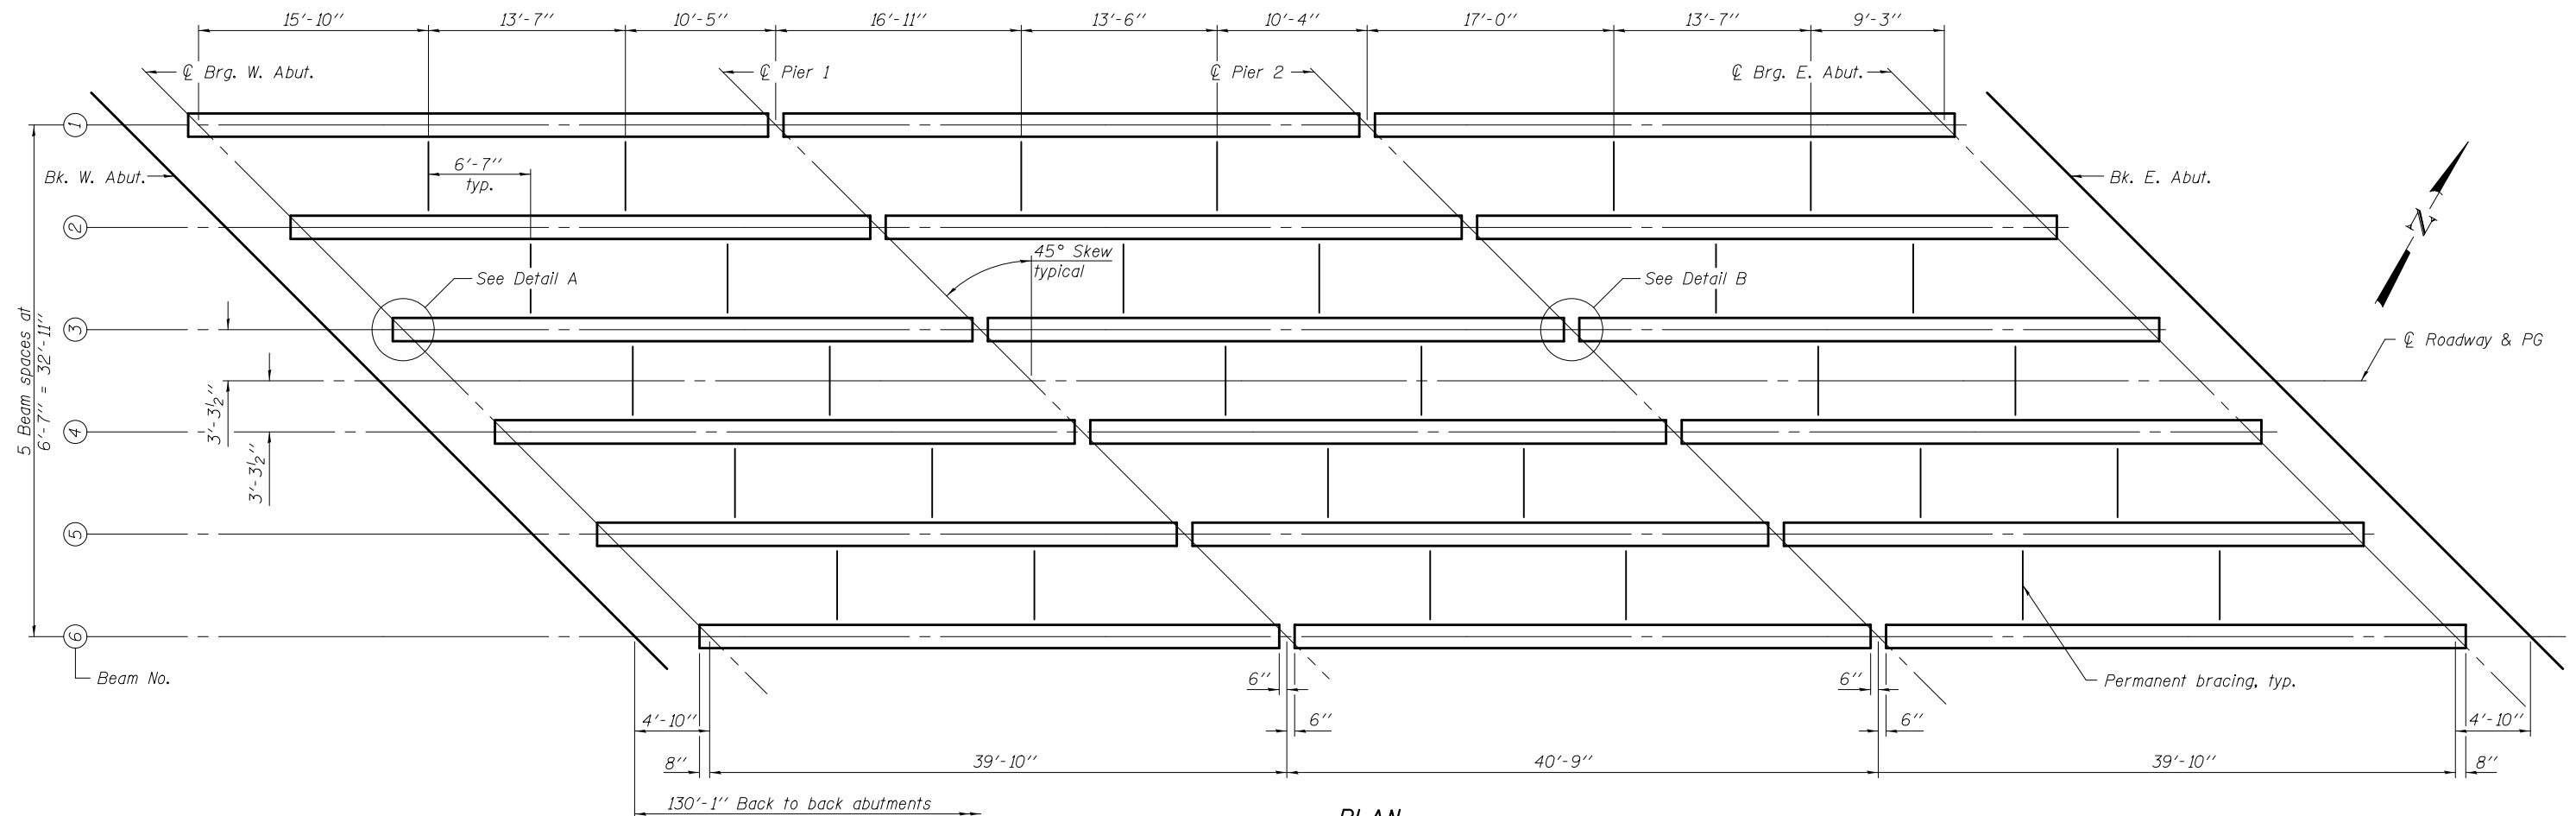 15'-10" 13'-7" 10'-5" 16'-11" 13'-6" 10'-4" 17'-0" 13'-7" 9'-3"
℄ Brg. W. Abut. ℄ Pier 1 ℄ Pier 2 ℄ Brg. E. Abut.
1
6'-7"
typ.
Bk. W. Abut. Bk. E. Abut.
N
2
45° Skew
typical
See Detail A See Detail B
3
5 Beam spaces at
6'-7" = 32'-11"
℄ Roadway & PG
3'-3½"
3'-3½"
4
5
6
Beam No.
6" 6" Permanent bracing, typ.
4'-10" 6" 6" 4'-10"
8" 39'-10" 40'-9" 39'-10" 8"
130'-1" Back to back abutments
PLAN